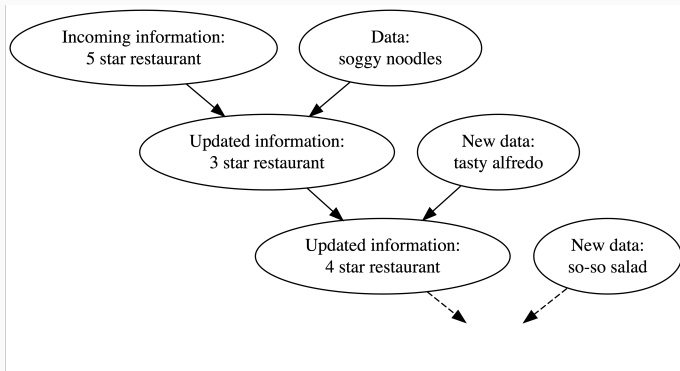 Incoming information:
5 star restaurant
Data:
soggy noodles
Updated information:
3 star restaurant
New data:
tasty alfredo
Updated information:
4 star restaurant
New data:
so-so salad